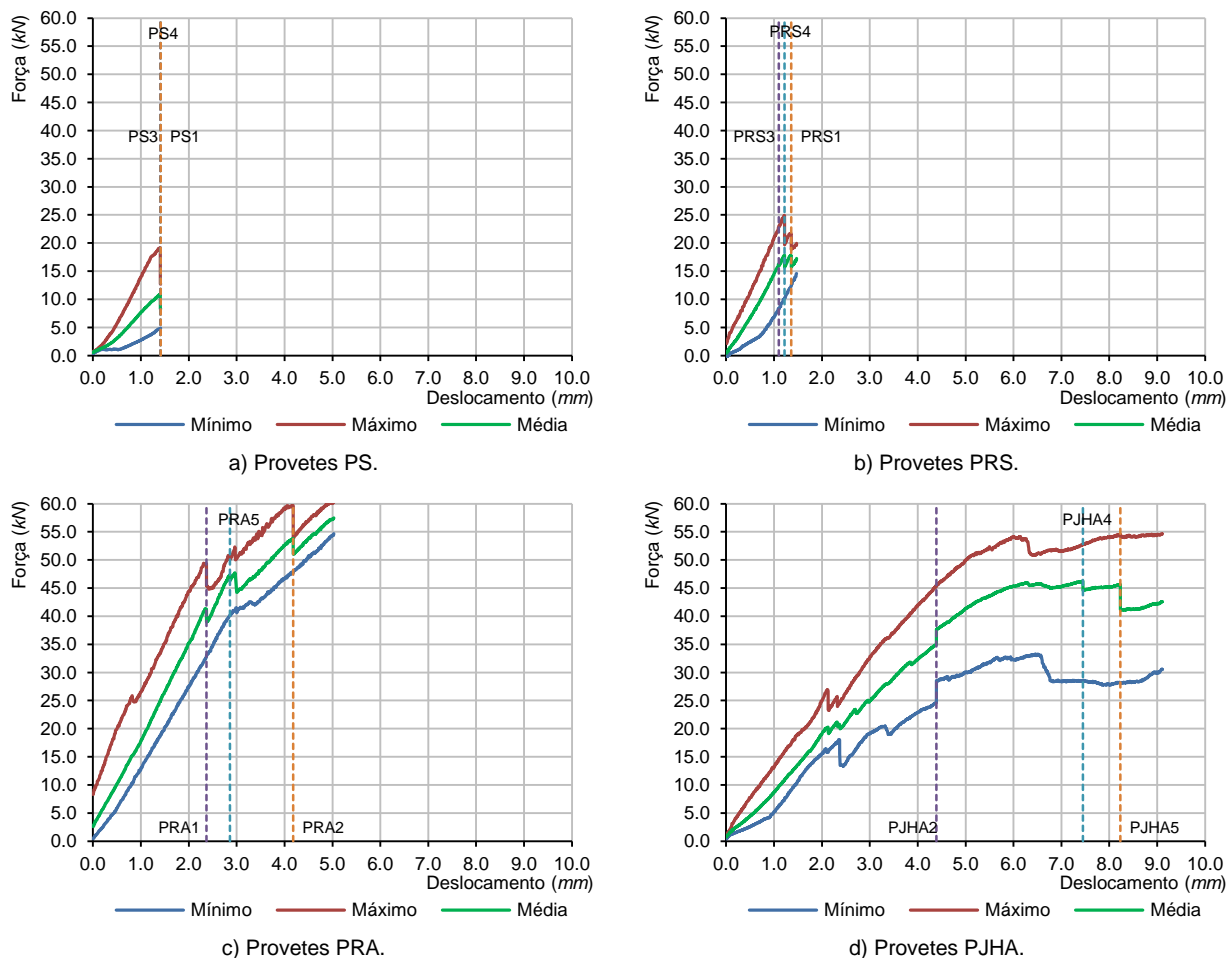 Força (kN)
60.0
55.0
50.0
45.0
40.0
35.0
30.0
25.0
20.0
15.0
10.0
5.0
0.0
PS4
PS3
PS1
0.0 1.0 2.0 3.0 4.0 5.0 6.0 7.0 8.0 9.0 10.0
Deslocamento (mm)
Mínimo Máximo Média
a) Provetes PS.
Força (kN)
60.0
55.0
50.0
45.0
40.0
35.0
30.0
25.0
20.0
15.0
10.0
5.0
0.0
PRS4
PRS3
PRS1
0.0 1.0 2.0 3.0 4.0 5.0 6.0 7.0 8.0 9.0 10.0
Deslocamento (mm)
Mínimo Máximo Média
b) Provetes PRS.
Força (kN)
60.0
55.0
50.0
45.0
40.0
35.0
30.0
25.0
20.0
15.0
10.0
5.0
0.0
PRA5
PRA1
PRA2
0.0 1.0 2.0 3.0 4.0 5.0 6.0 7.0 8.0 9.0 10.0
Deslocamento (mm)
Mínimo Máximo Média
c) Provetes PRA.
Força (kN)
60.0
55.0
50.0
45.0
40.0
35.0
30.0
25.0
20.0
15.0
10.0
5.0
0.0
PJHA4
PJHA2
PJHA5
0.0 1.0 2.0 3.0 4.0 5.0 6.0 7.0 8.0 9.0 10.0
Deslocamento (mm)
Mínimo Máximo Média
d) Provetes PJHA.